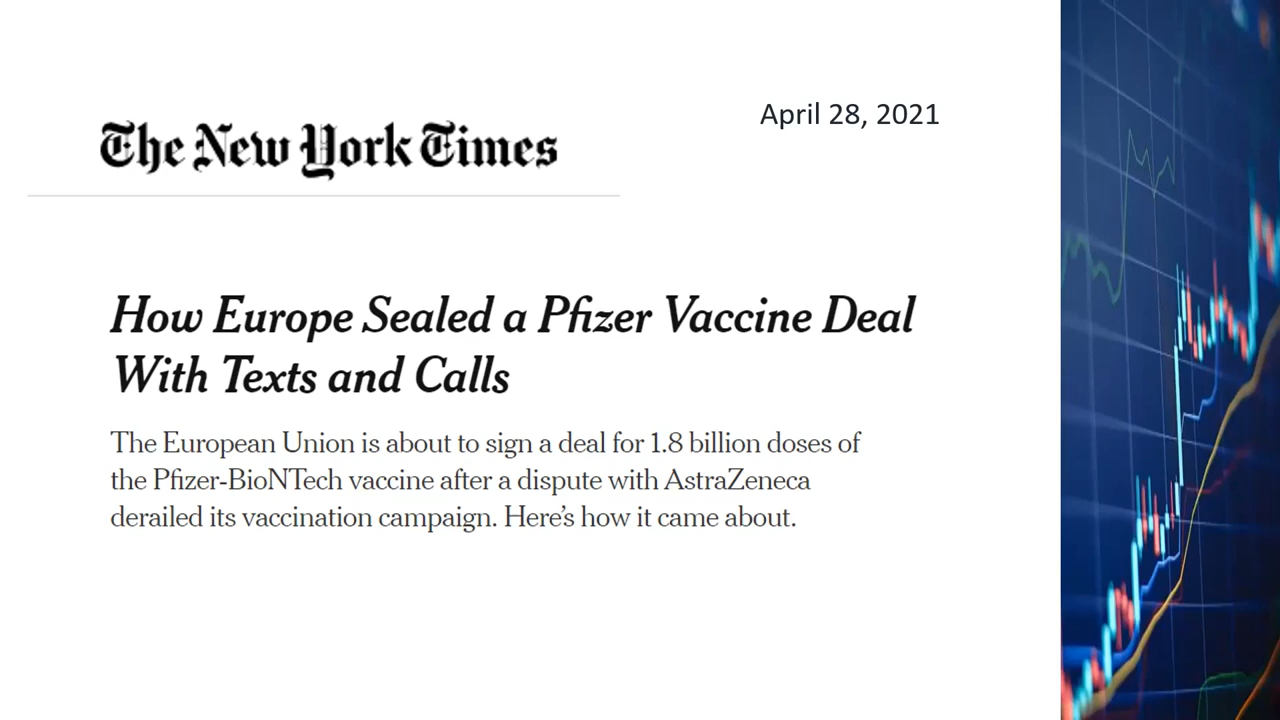 April 28, 2021
The New York Times
How Europe Sealed a Pfizer Vaccine Deal
With Texts and Calls
The European Union is about to sign a deal for 1.8 billion doses of
the Pfizer-BioNTech vaccine after a dispute with AstraZeneca
derailed its vaccination campaign. Here’s how it came about.